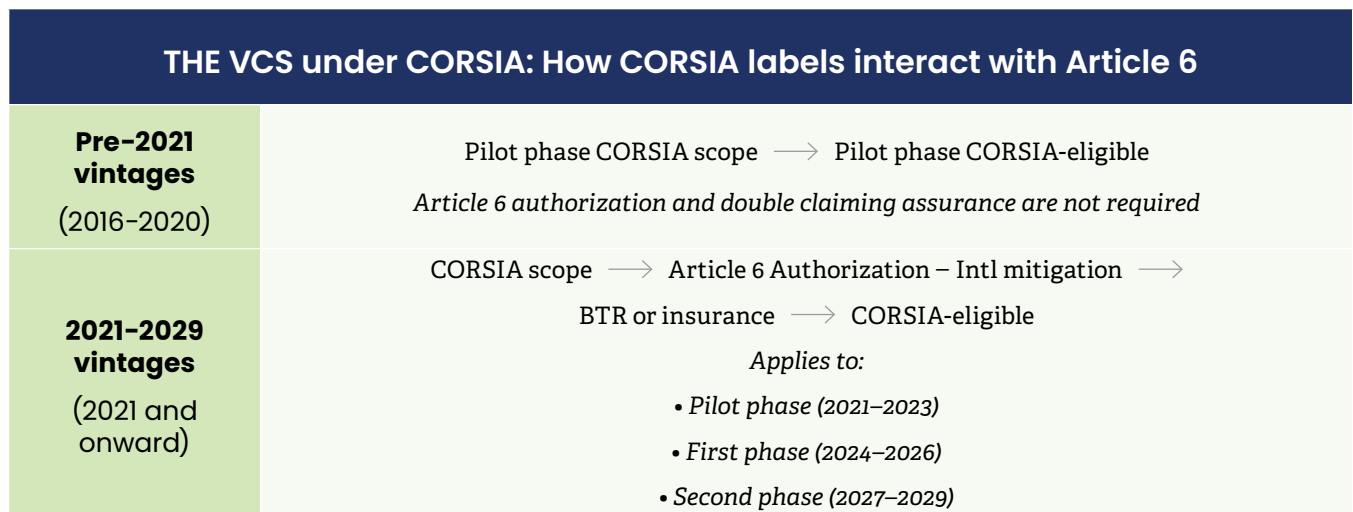 THE VCS under CORSIA: How CORSIA labels interact with Article 6
Pre-2021
vintages
(2016-2020)
Pilot phase CORSIA scope → Pilot phase CORSIA-eligible
Article 6 authorization and double claiming assurance are not required
2021-2029
vintages
(2021 and
onward)
CORSIA scope → Article 6 Authorization – Intl mitigation →
BTR or insurance → CORSIA-eligible
Applies to:
• Pilot phase (2021–2023)
• First phase (2024–2026)
• Second phase (2027–2029)